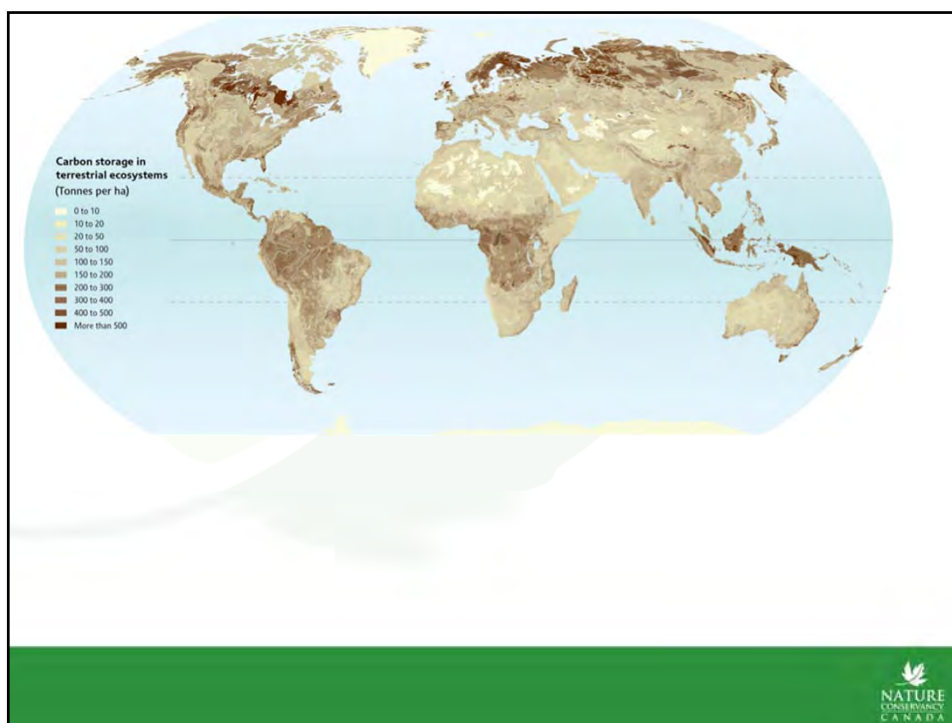 Carbon storage in
terrestrial ecosystems
(Tonnes per ha)
0 to 10
10 to 20
20 to 50
50 to 100
100 to 150
150 to 200
200 to 300
300 to 400
400 to 500
More than 500
NATURE
CONSERVANCY
CANADA